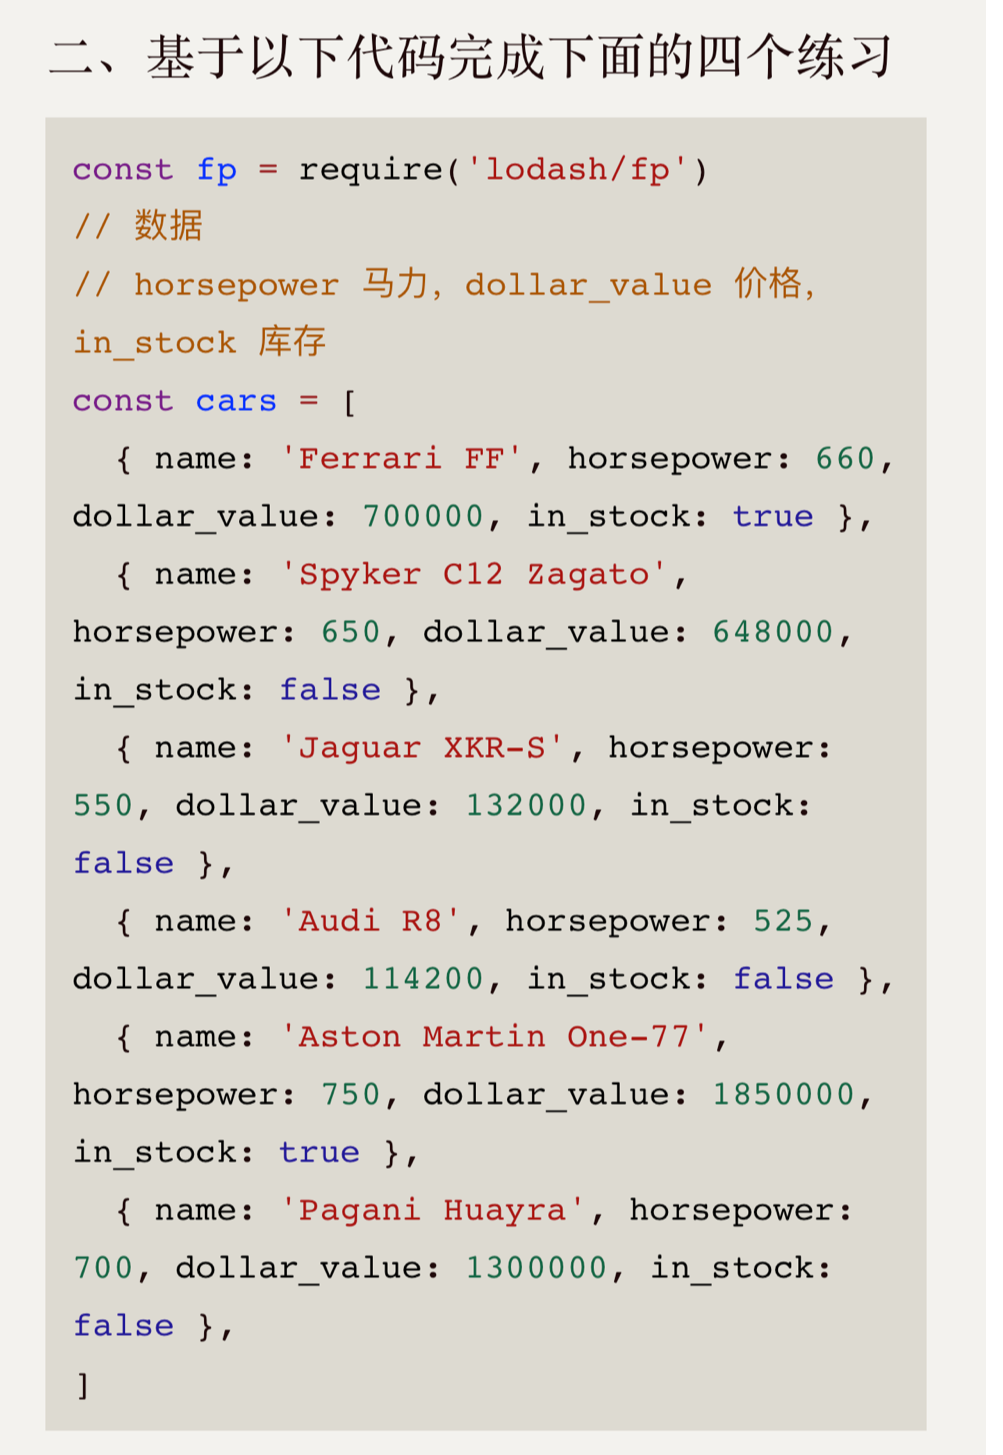 二、基于以下代码完成下面的四个练习
const fp = require('lodash/fp')
// 数据
// horsepower 马力, dollar_value 价格,
in_stock 库存
const cars = [
  { name: 'Ferrari FF', horsepower: 660,
dollar_value: 700000, in_stock: true },
  { name: 'Spyker C12 Zagato',
horsepower: 650, dollar_value: 648000,
in_stock: false },
  { name: 'Jaguar XKR-S', horsepower:
550, dollar_value: 132000, in_stock:
false },
  { name: 'Audi R8', horsepower: 525,
dollar_value: 114200, in_stock: false },
  { name: 'Aston Martin One-77',
horsepower: 750, dollar_value: 1850000,
in_stock: true },
  { name: 'Pagani Huayra', horsepower:
700, dollar_value: 1300000, in_stock:
false },
]